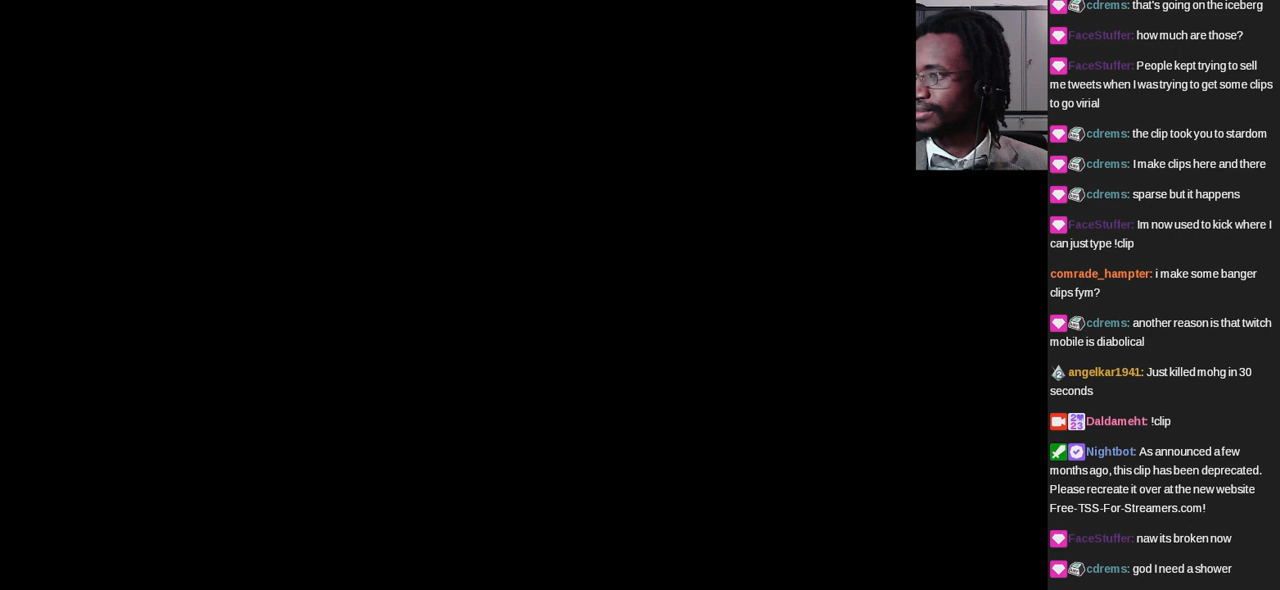 cdrems: that's going on the iceberg
FaceStuffer: how much are those?
FaceStuffer: People kept trying to sell
me tweets when I was trying to get some clips
to go virial
cdrems: the clip took you to stardom
cdrems: I make clips here and there
cdrems: sparse but it happens
FaceStuffer: Im now used to kick where I
can just type !clip
comrade_hampter: i make some banger
clips fym?
cdrems: another reason is that twitch
mobile is diabolical
2 angelkar1941: Just killed mohg in 30
seconds
2 23 Daldameht: !clip
Nightbot: As announced a few
months ago, this clip has been deprecated.
Please recreate it over at the new website
Free-TSS-For-Streamers.com!
FaceStuffer: naw its broken now
cdrems: god I need a shower